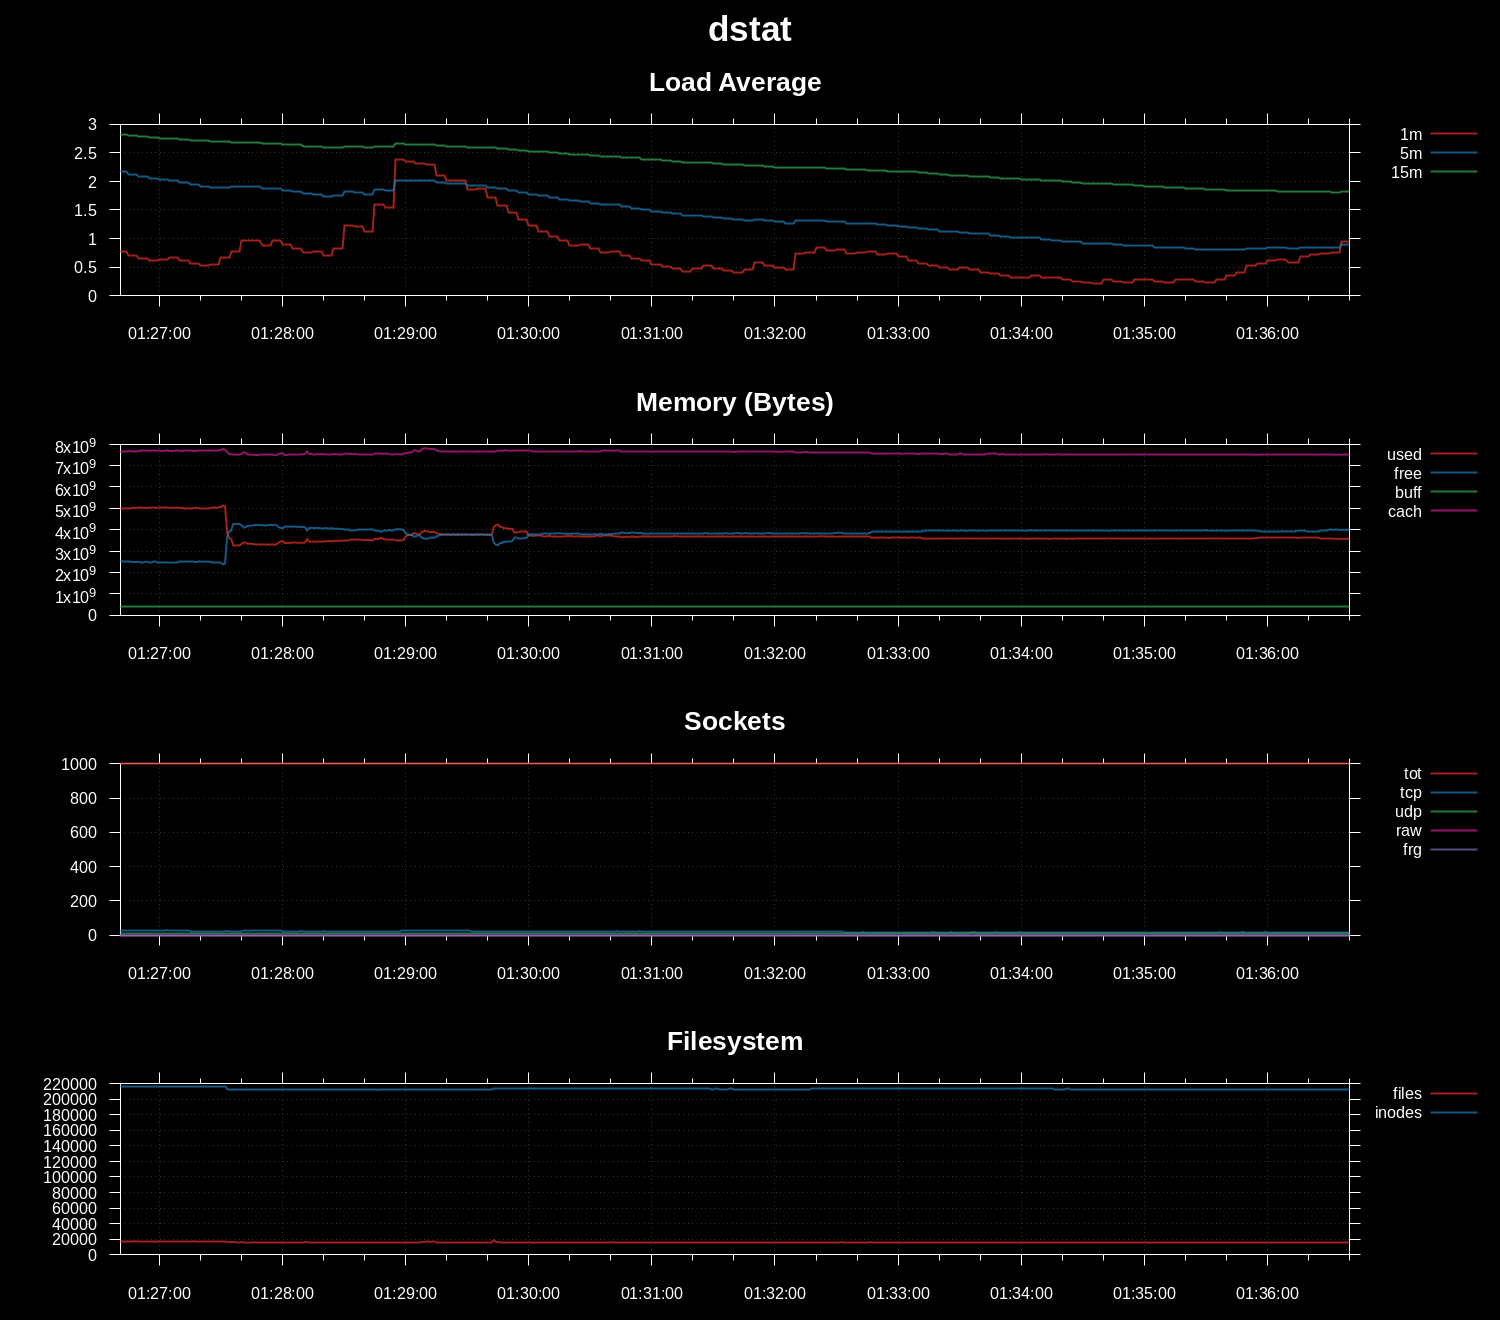 dstat
Load Average
3
2.5
2
1.5
1
0.5
0
1m
5m
15m
01:27:00 01:28:00 01:29:00 01:30:00 01:31:00 01:32:00 01:33:00 01:34:00 01:35:00 01:36:00
Memory (Bytes)
8x10⁹
7x10⁹
6x10⁹
5x10⁹
4x10⁹
3x10⁹
2x10⁹
1x10⁹
0
used
free
buff
cach
01:27:00 01:28:00 01:29:00 01:30:00 01:31:00 01:32:00 01:33:00 01:34:00 01:35:00 01:36:00
Sockets
1000
800
600
400
200
0
tot
tcp
udp
raw
frg
01:27:00 01:28:00 01:29:00 01:30:00 01:31:00 01:32:00 01:33:00 01:34:00 01:35:00 01:36:00
Filesystem
220000
200000
180000
160000
140000
120000
100000
80000
60000
40000
20000
0
files
inodes
01:27:00 01:28:00 01:29:00 01:30:00 01:31:00 01:32:00 01:33:00 01:34:00 01:35:00 01:36:00